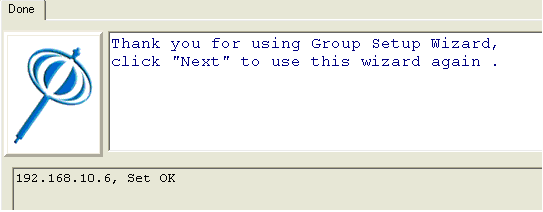 Done
Thank you for using Group Setup Wizard,
click "Next" to use this wizard again .
192.168.10.6, Set OK